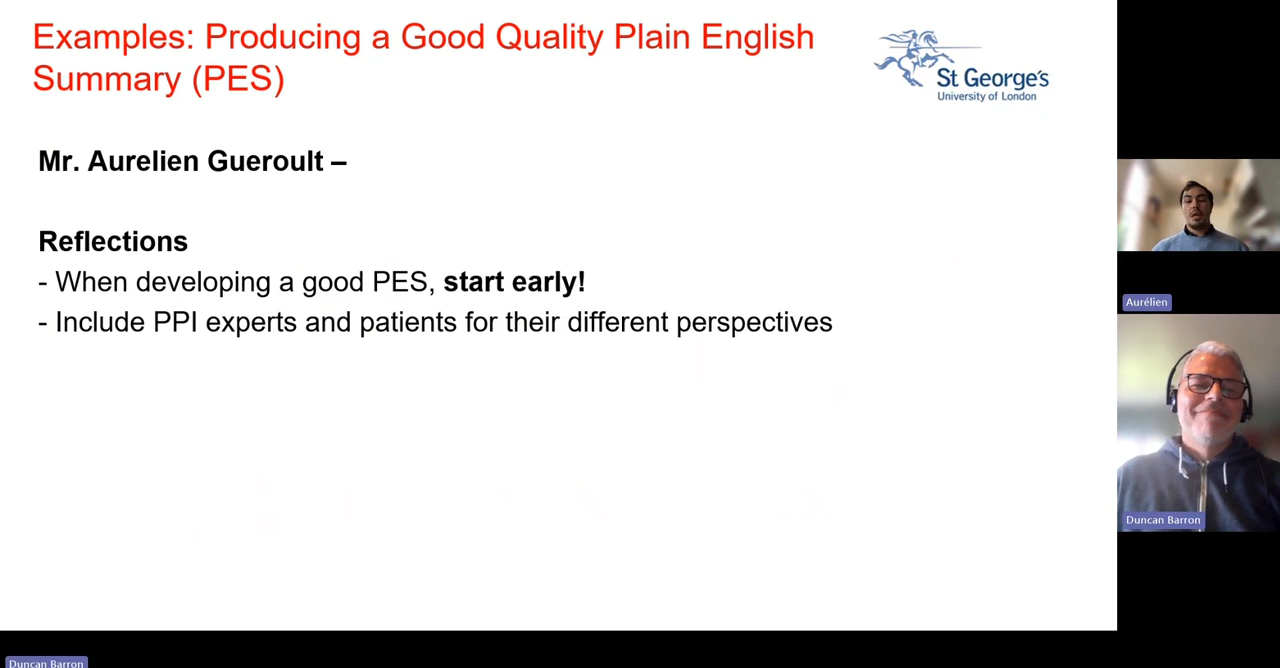 Examples: Producing a Good Quality Plain English
Summary (PES)
St George's
University of London
Mr. Aurelien Gueroult –
Reflections
- When developing a good PES, start early!
- Include PPI experts and patients for their different perspectives
Aurélien
Duncan Barron
Duncan Barron